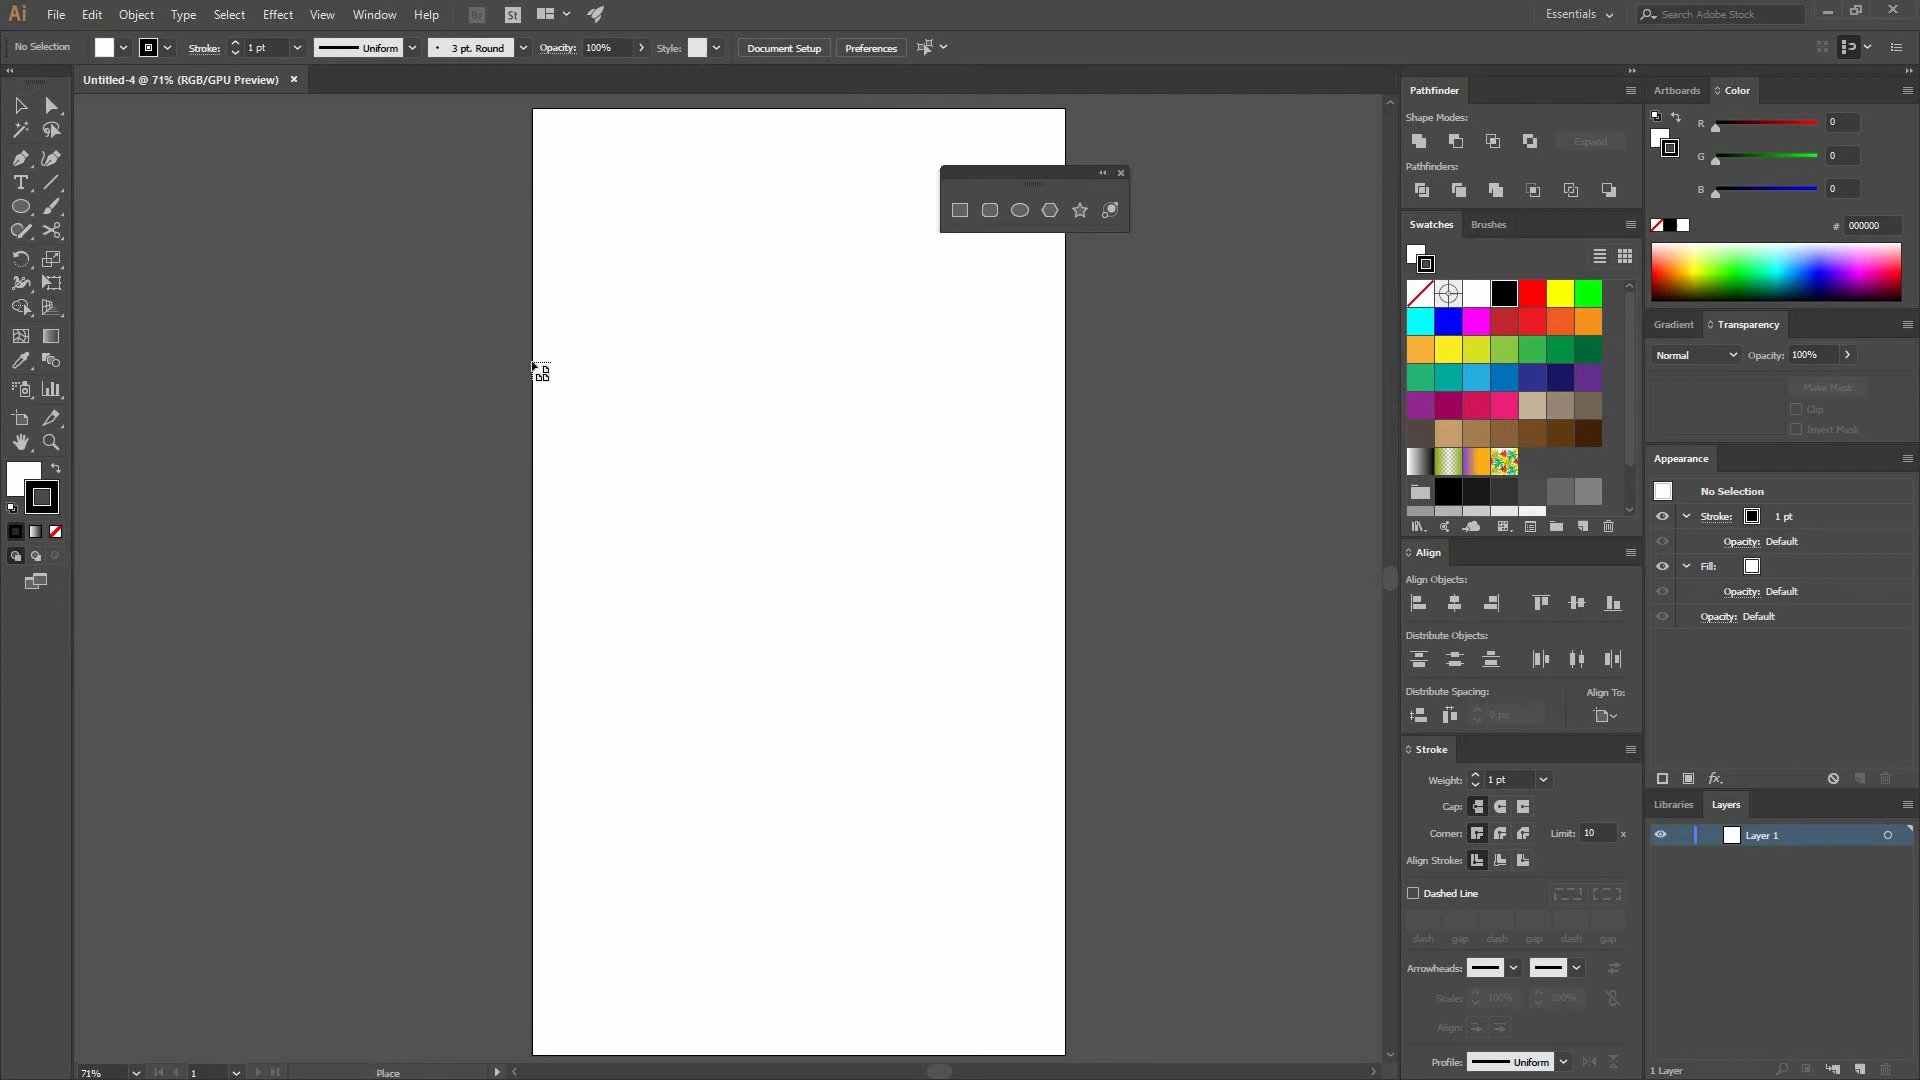 Ai File Edit Object Type Select Effect View Window Help Br St Essentials Search Adobe Stock
No Selection Stroke: 1 pt Uniform 3 pt. Round Opacity: 100% Style: Document Setup Preferences
Untitled-4 @ 71% (RGB/GPU Preview)
Pathfinder
Shape Modes:
Expand
Pathfinders:
Artboards Color
R 0
G 0
B 0
# 000000
Swatches Brushes
Gradient Transparency
Normal Opacity: 100%
Make Mask
Clip
Invert Mask
Appearance
No Selection
Stroke: 1 pt
Opacity: Default
Fill:
Opacity: Default
Opacity: Default
fx.
Align
Align Objects:
Distribute Objects:
Distribute Spacing: Align To:
0 px
Stroke
Weight: 1 pt
Cap:
Corner: Limit: 10 x
Align Stroke:
Dashed Line
dash gap dash gap dash gap
Arrowheads:
Scale: 100% 100%
Align:
Profile: Uniform
Libraries Layers
Layer 1
1 Layer
71% 1 Place